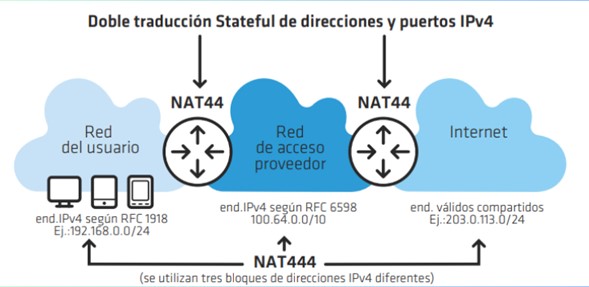 Doble traducción Stateful de direcciones y puertos IPv4
NAT44
NAT44
Red
del usuario
Red
de acceso
proveedor
Internet
end.IPv4 según RFC 1918
Ej.:192.168.0.0/24
end.IPv4 según RFC 6598
100.64.0.0/10
end. válidos compartidos
Ej.:203.0.113.0/24
NAT444
(se utilizan tres bloques de direcciones IPv4 diferentes)